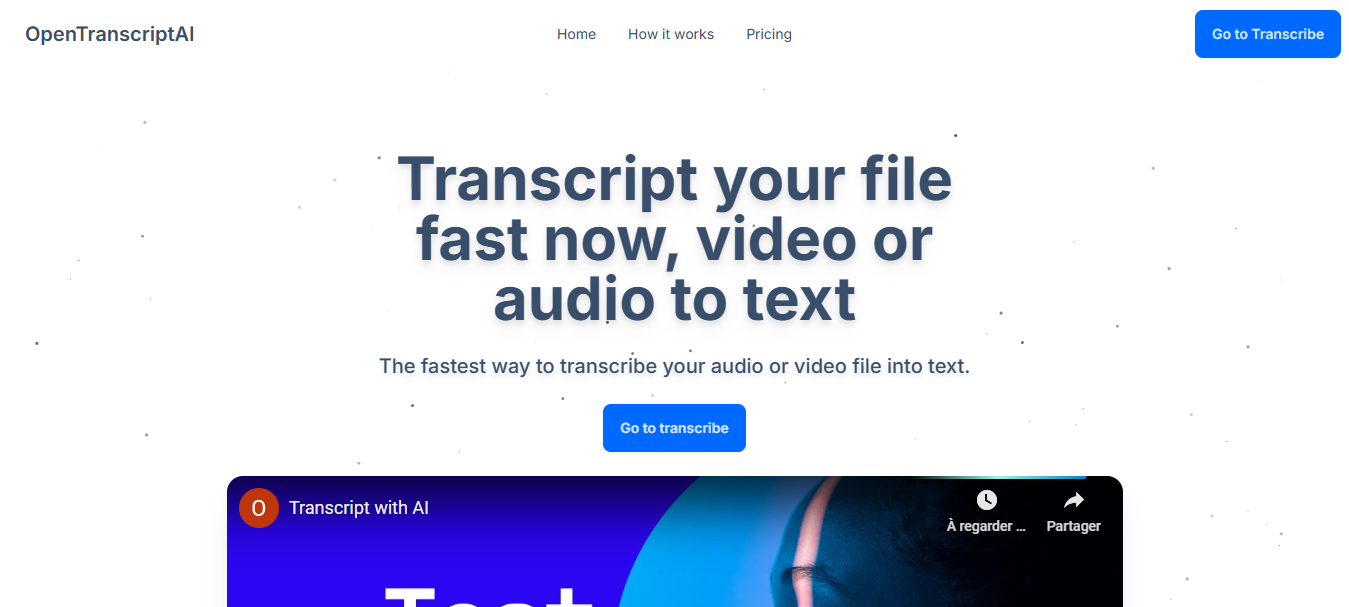 OpenTranscriptAI
Home
How it works
Pricing
Go to Transcribe
Transcript your file
fast now, video or
audio to text
The fastest way to transcribe your audio or video file into text.
Go to transcribe
O
Transcript with AI
À regarder ...
Partager